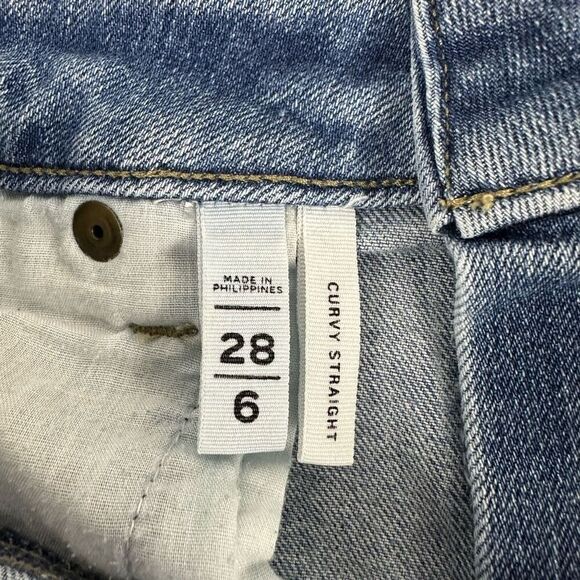 MADE IN
PHILIPPINES
28
6
CURVY STRAIGHT